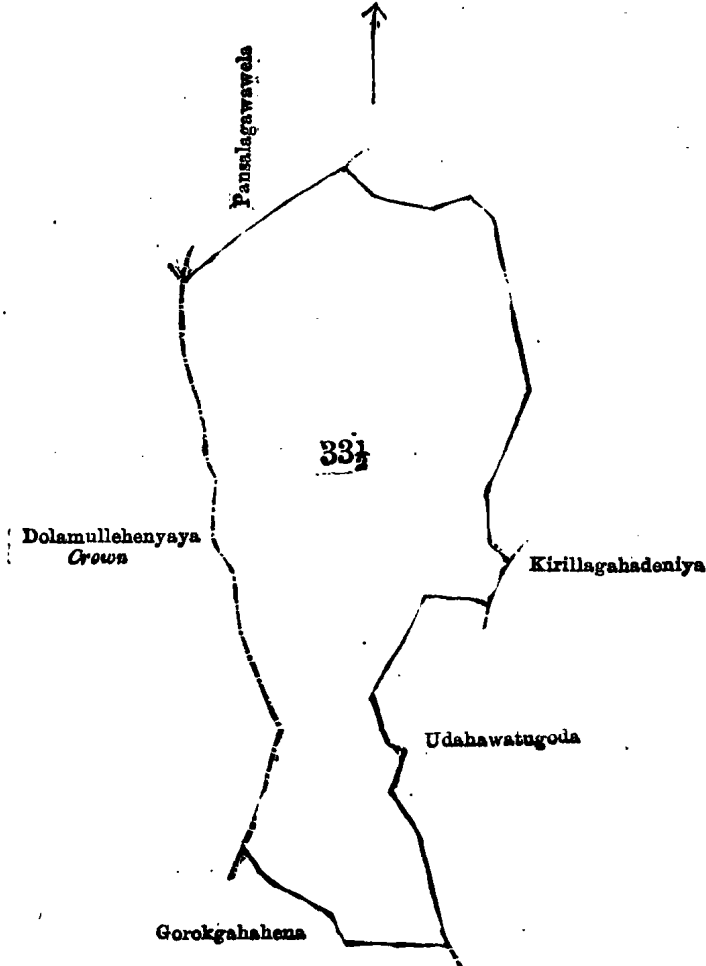 Pansalagawawela
33½
Dolamullehenyaya
Crown
Kirillagahadeniya
Udahawatugoda
Gorokgahahena